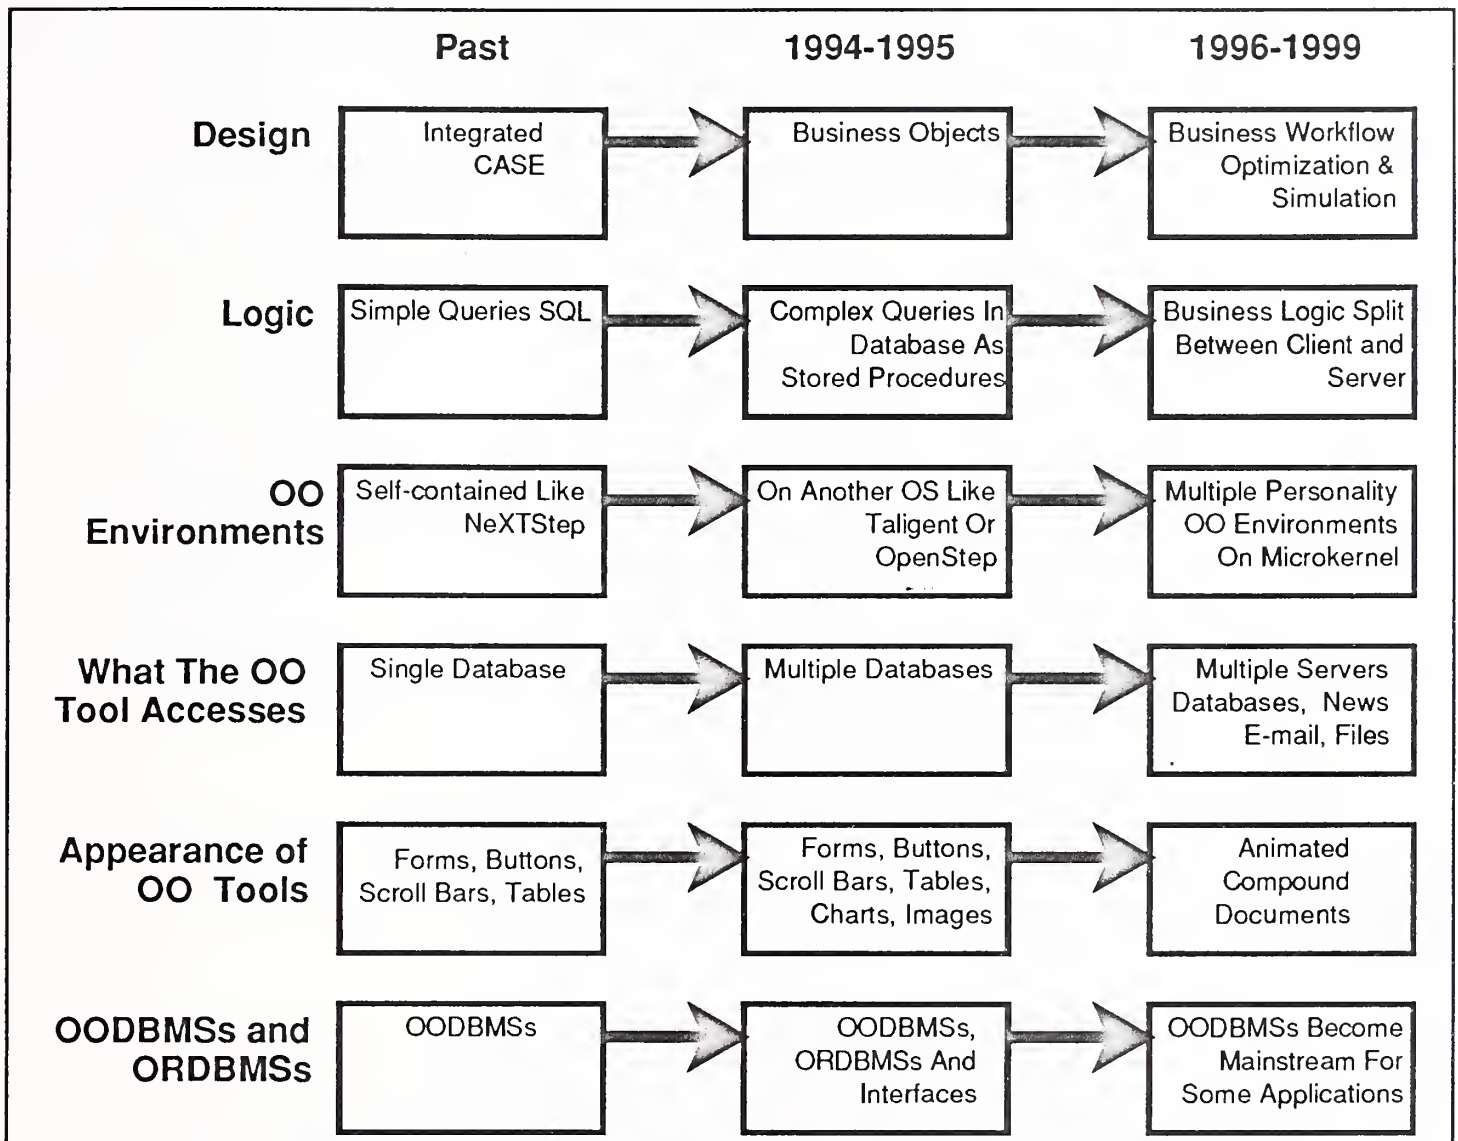 Past 1994-1995 1996-1999
Design
Integrated
CASE
Business Objects
Business Workflow
Optimization &
Simulation
Logic
Simple Queries SQL
Complex Queries In
Database As
Stored Procedures
Business Logic Split
Between Client and
Server
OO
Environments
Self-contained Like
NeXTStep
On Another OS Like
Taligent Or
OpenStep
Multiple Personality
OO Environments
On Microkernel
What The OO
Tool Accesses
Single Database
Multiple Databases
Multiple Servers
Databases, News
E-mail, Files
Appearance of
OO Tools
Forms, Buttons,
Scroll Bars, Tables
Forms, Buttons,
Scroll Bars, Tables,
Charts, Images
Animated
Compound
Documents
OODBMSs and
ORDBMSs
OODBMSs
OODBMSs,
ORDBMSs And
Interfaces
OODBMSs Become
Mainstream For
Some Applications